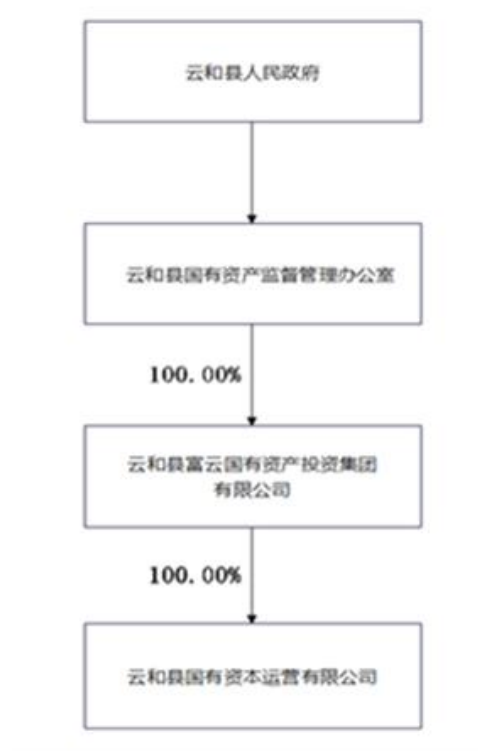 云和县人民政府
云和县国有资产监督管理办公室
100.00%
云和县富云国有资产投资集团
有限公司
100.00%
云和县国有资本运营有限公司